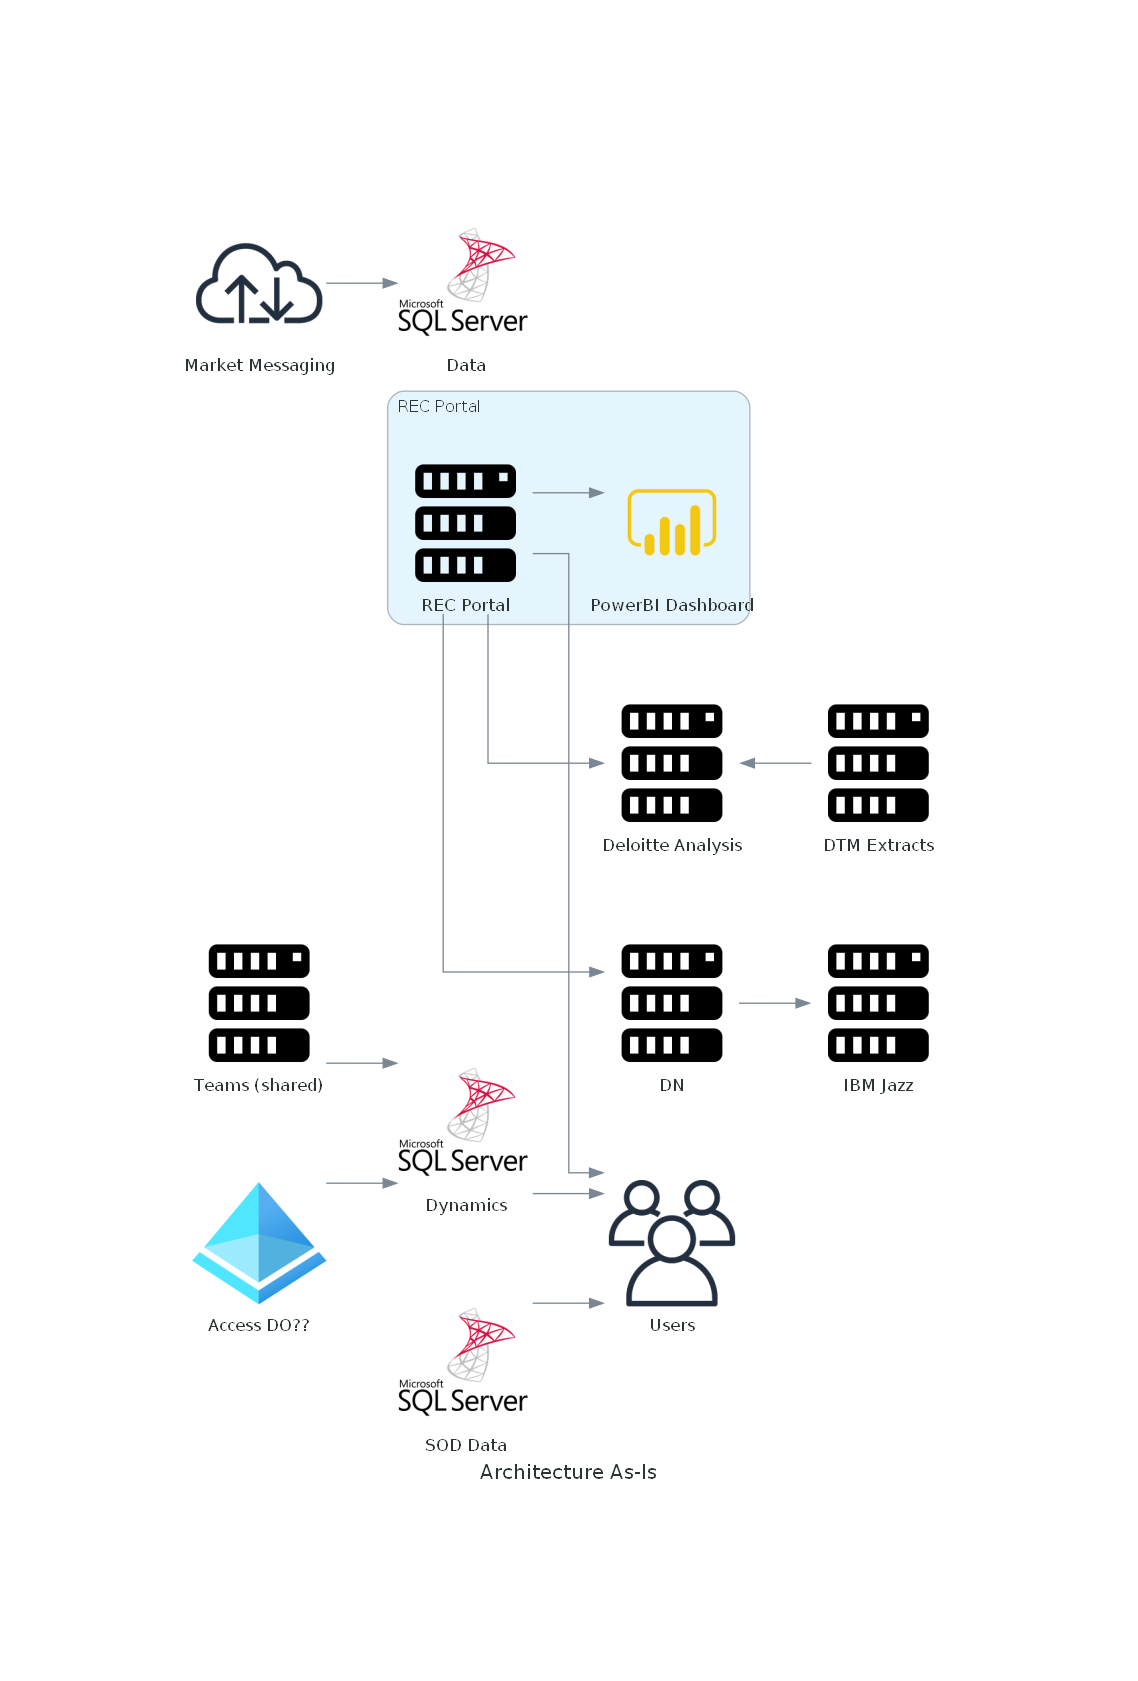 Microsoft
SQL Server
Market Messaging
Data
REC Portal
REC Portal
PowerBI Dashboard
Deloitte Analysis
DTM Extracts
Teams (shared)
DN
IBM Jazz
Microsoft
SQL Server
Dynamics
Access DO??
Users
Microsoft
SQL Server
SOD Data
Architecture As-Is